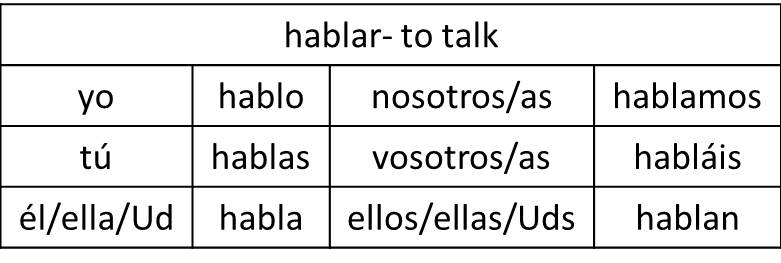 hablar- to talk
yo hablo nosotros/as hablamos
tú hablas vosotros/as habláis
él/ella/Ud habla ellos/ellas/Uds hablan